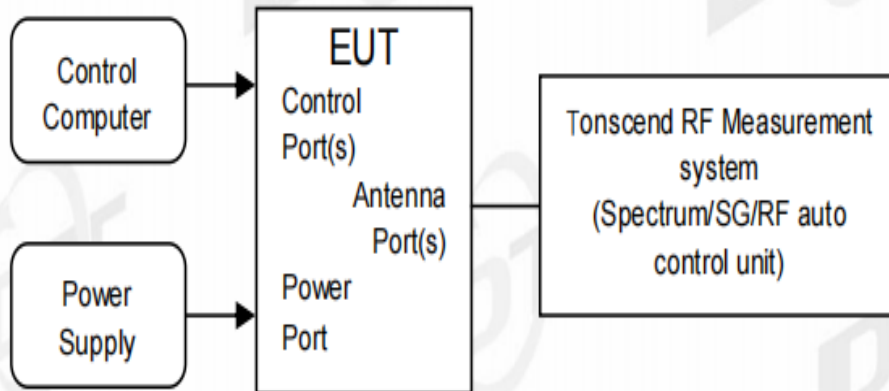 Control
Computer
Power
Supply
EUT
Control
Port(s)
Antenna
Port(s)
Power
Port
Tonscend RF Measurement
system
(Spectrum/SG/RF auto
control unit)